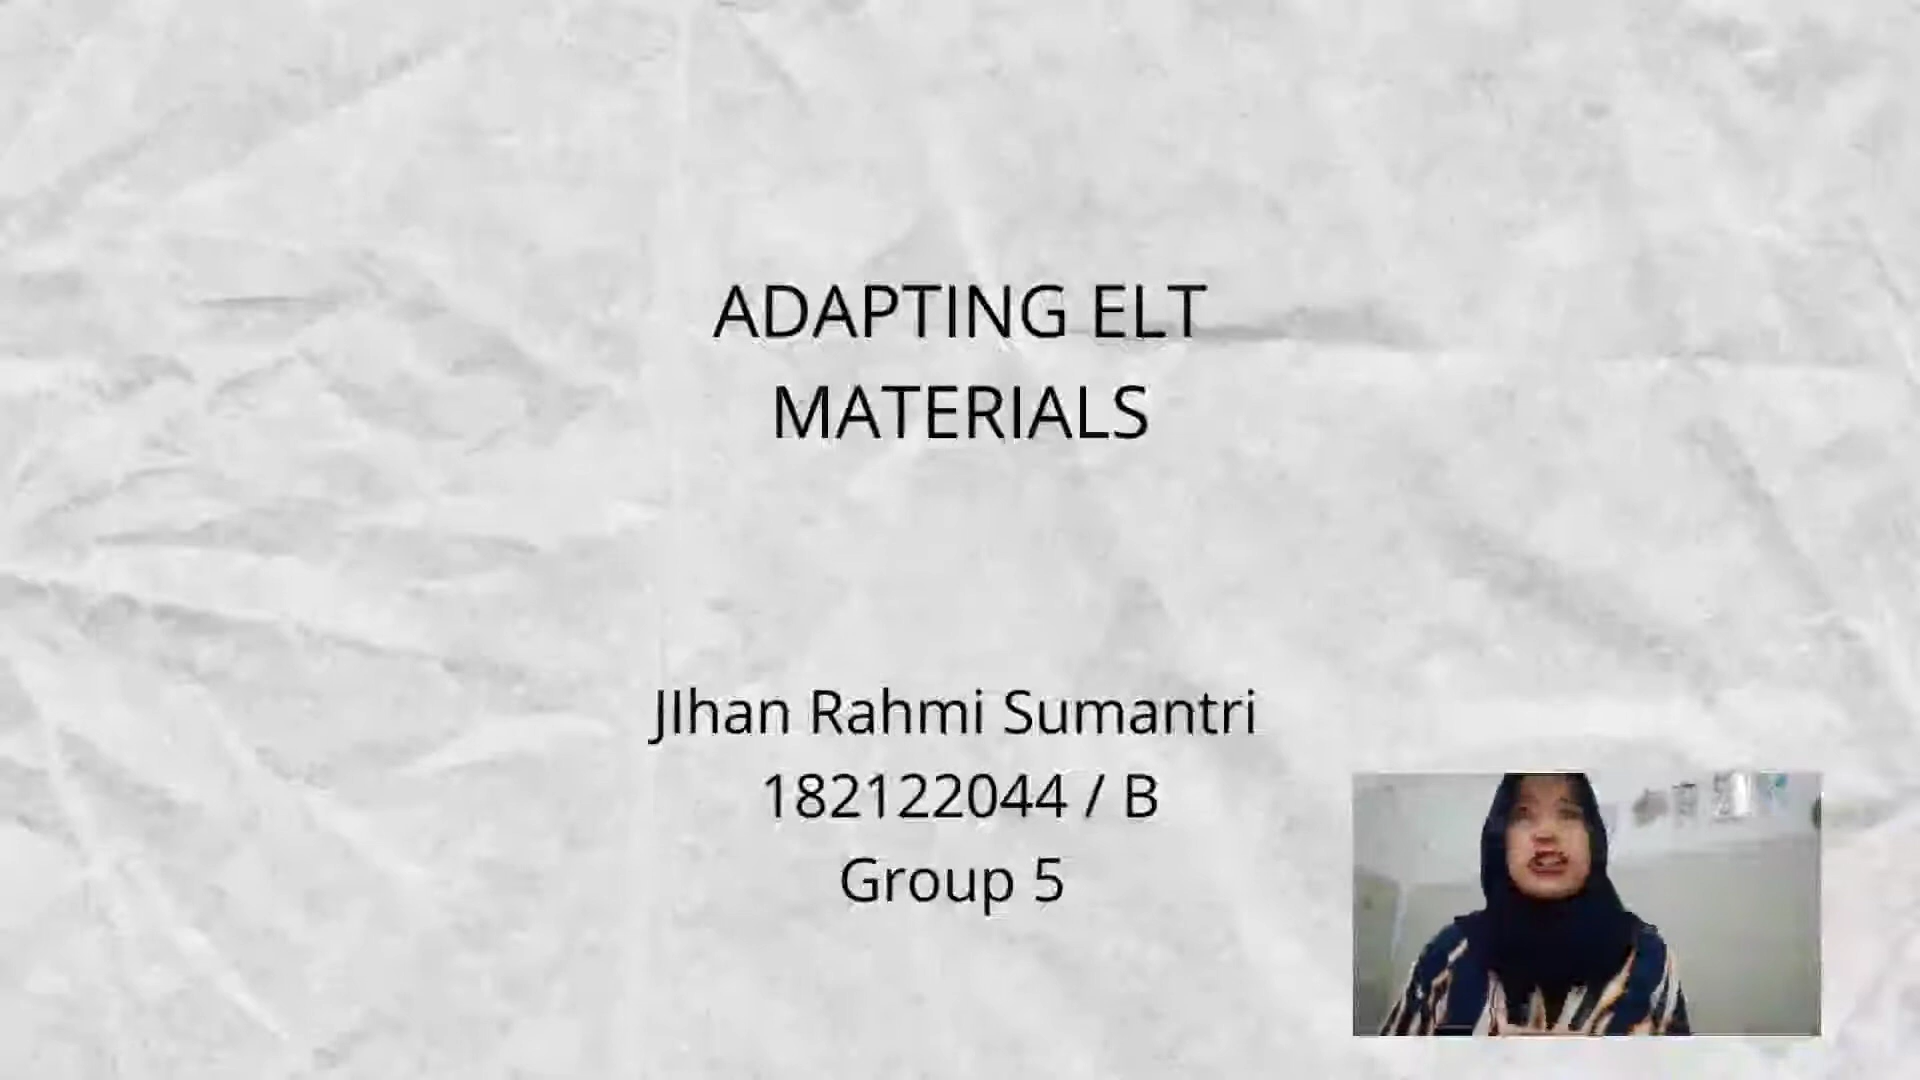 ADAPTING ELT
MATERIALS
JIhan Rahmi Sumantri
182122044 / B
Group 5